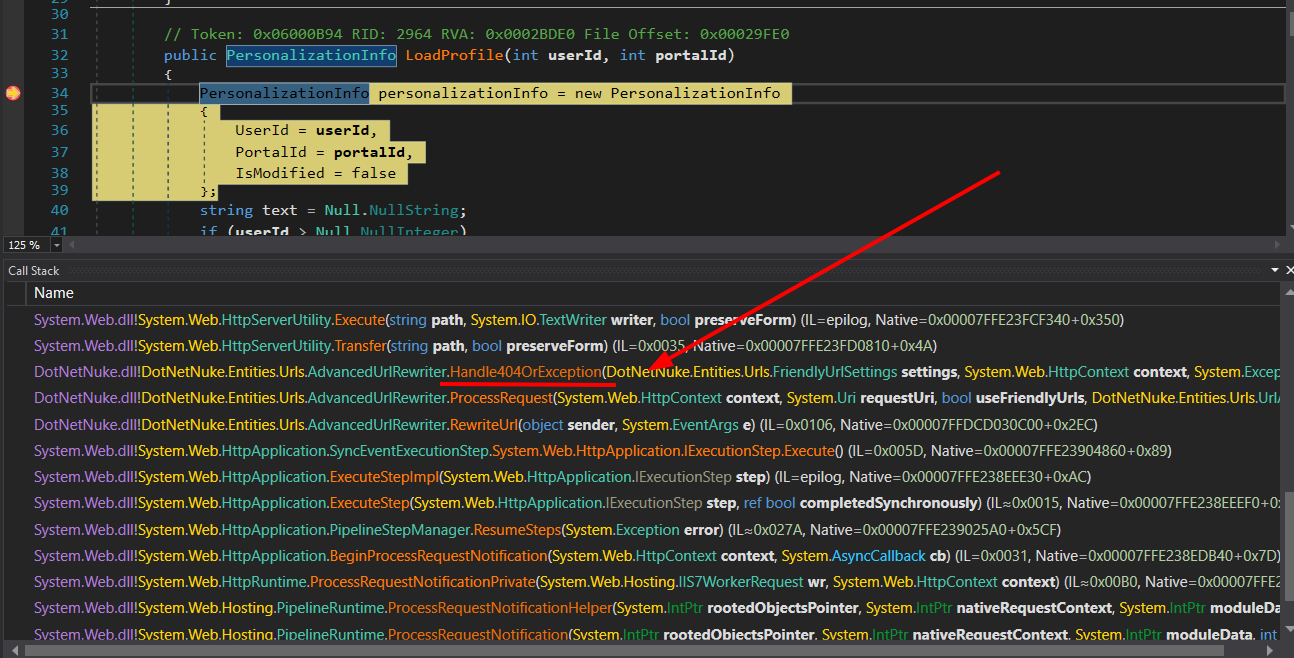 30
31 // Token: 0x06000B94 RID: 2964 RVA: 0x0002BDE0 File Offset: 0x00029FE0
32 public PersonalizationInfo LoadProfile(int userId, int portalId)
33 {
34 PersonalizationInfo personalizationInfo = new PersonalizationInfo
35 {
36 UserId = userId,
37 PortalId = portalId,
38 IsModified = false
39 };
40 string text = Null.NullString;
41 if (userId > Null.NullInteger)
125 %
Call Stack
Name
System.Web.dll!System.Web.HttpServerUtility.Execute(string path, System.IO.TextWriter writer, bool preserveForm) (IL=epilog, Native=0x00007FFE23FCF340+0x350)
System.Web.dll!System.Web.HttpServerUtility.Transfer(string path, bool preserveForm) (IL=0x0035, Native=0x00007FFE23FD0810+0x4A)
DotNetNuke.dll!DotNetNuke.Entities.Urls.AdvancedUrlRewriter.Handle404OrException(DotNetNuke.Entities.Urls.FriendlyUrlSettings settings, System.Web.HttpContext context, System.Excep
DotNetNuke.dll!DotNetNuke.Entities.Urls.AdvancedUrlRewriter.ProcessRequest(System.Web.HttpContext context, System.Uri requestUri, bool useFriendlyUrls, DotNetNuke.Entities.Urls.UrlA
DotNetNuke.dll!DotNetNuke.Entities.Urls.AdvancedUrlRewriter.RewriteUrl(object sender, System.EventArgs e) (IL=0x0106, Native=0x00007FFDCD030C00+0x2EC)
System.Web.dll!System.Web.HttpApplication.SyncEventExecutionStep.System.Web.HttpApplication.IExecutionStep.Execute() (IL=0x005D, Native=0x00007FFE23904860+0x89)
System.Web.dll!System.Web.HttpApplication.ExecuteStepImpl(System.Web.HttpApplication.IExecutionStep step) (IL=epilog, Native=0x00007FFE238EEE30+0xAC)
System.Web.dll!System.Web.HttpApplication.ExecuteStep(System.Web.HttpApplication.IExecutionStep step, ref bool completedSynchronously) (IL≈0x0015, Native=0x00007FFE238EEEF0+0x
System.Web.dll!System.Web.HttpApplication.PipelineStepManager.ResumeSteps(System.Exception error) (IL≈0x027A, Native=0x00007FFE239025A0+0x5CF)
System.Web.dll!System.Web.HttpApplication.BeginProcessRequestNotification(System.Web.HttpContext context, System.AsyncCallback cb) (IL=0x0031, Native=0x00007FFE238EDB40+0x7D)
System.Web.dll!System.Web.HttpRuntime.ProcessRequestNotificationPrivate(System.Web.Hosting.IIS7WorkerRequest wr, System.Web.HttpContext context) (IL≈0x00B0, Native=0x00007FFE2
System.Web.dll!System.Web.Hosting.PipelineRuntime.ProcessRequestNotificationHelper(System.IntPtr rootedObjectsPointer, System.IntPtr nativeRequestContext, System.IntPtr moduleDa
System.Web.dll!System.Web.Hosting.PipelineRuntime.ProcessRequestNotification(System.IntPtr rootedObjectsPointer, System.IntPtr nativeRequestContext, System.IntPtr moduleData, int